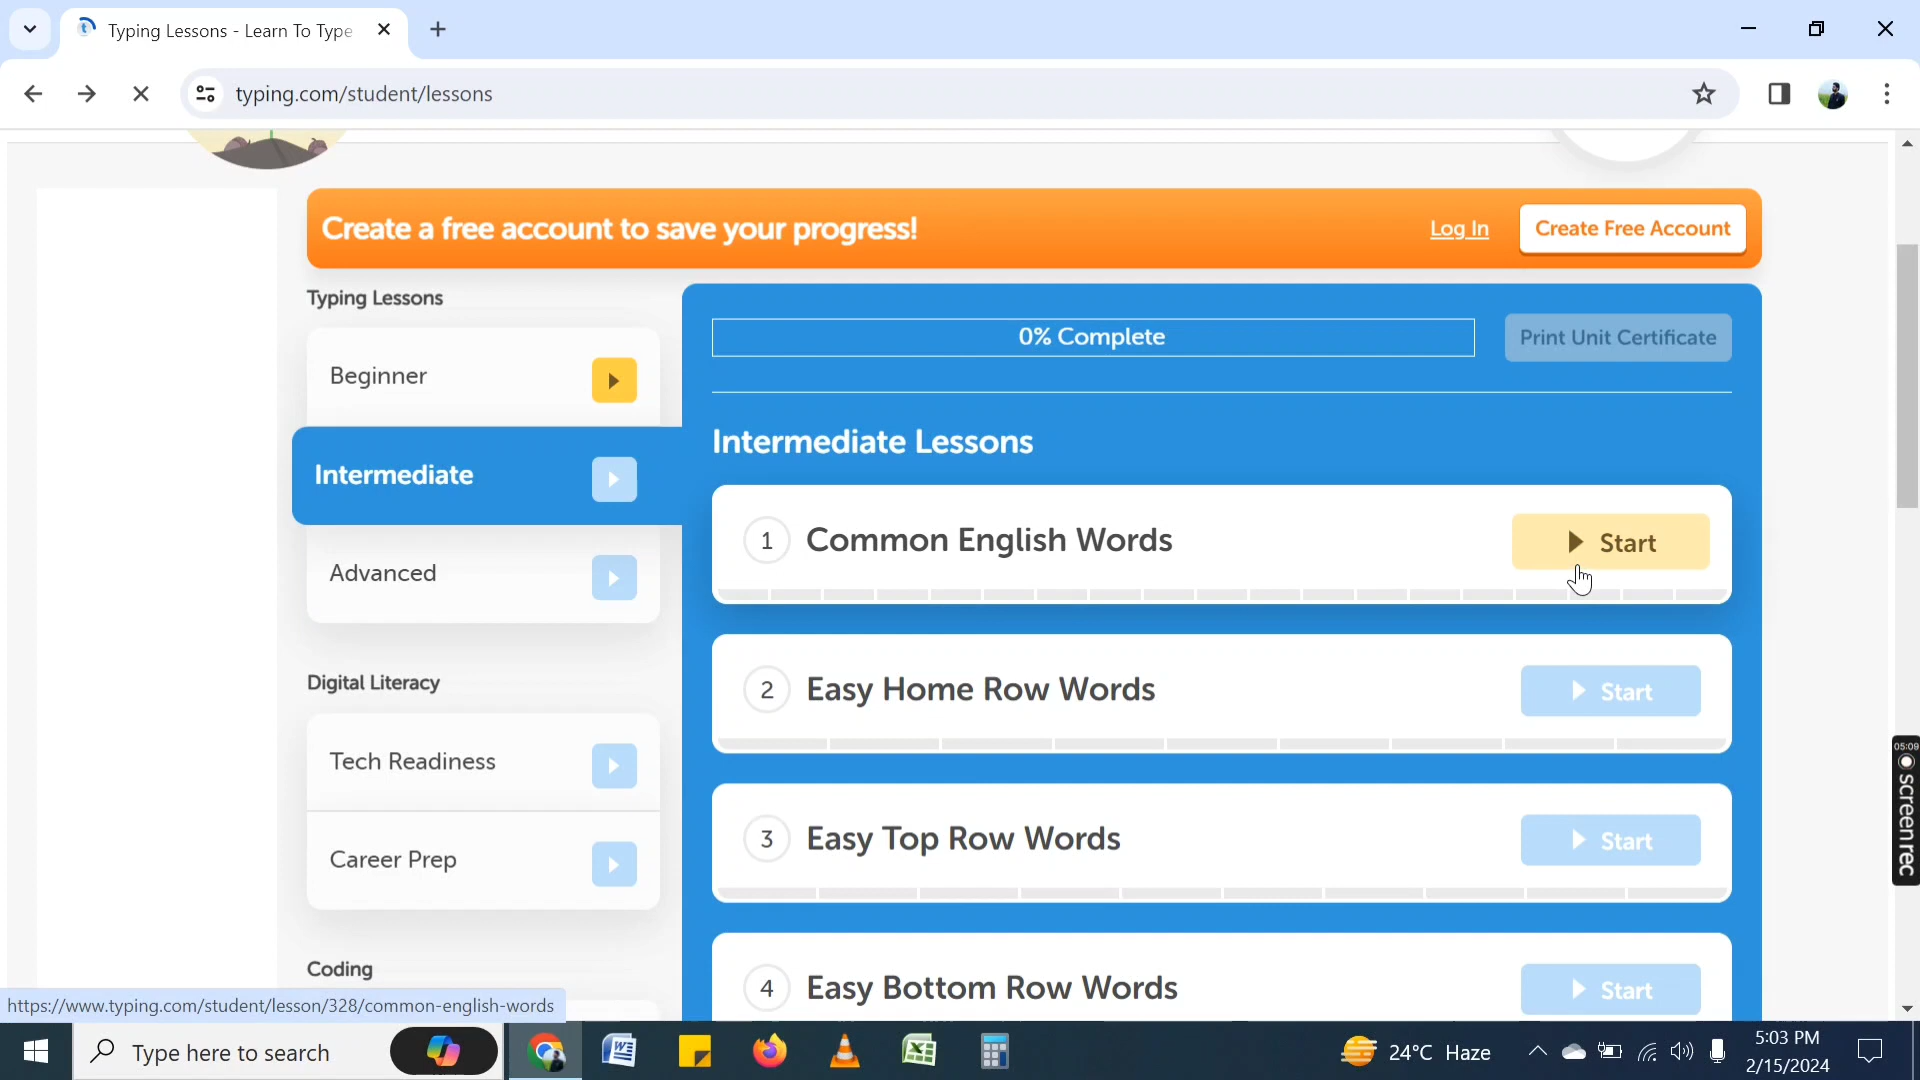 Typing Lessons - Learn To Type
typing.com/student/lessons
Create a free account to save your progress!
Log In
Create Free Account
Typing Lessons
Beginner
Intermediate
Advanced
Digital Literacy
Tech Readiness
Career Prep
Coding
0% Complete
Print Unit Certificate
Intermediate Lessons
1 Common English Words
Start
2 Easy Home Row Words
Start
3 Easy Top Row Words
Start
4 Easy Bottom Row Words
Start
05:09
screenrec
https://www.typing.com/student/lesson/328/common-english-words
Type here to search
24°C Haze
5:03 PM
2/15/2024